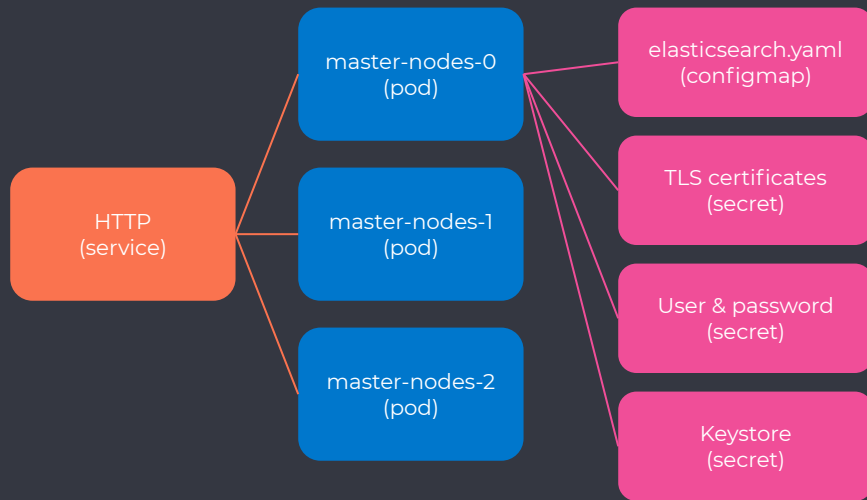 HTTP
(service)
master-nodes-0
(pod)
master-nodes-1
(pod)
master-nodes-2
(pod)
elasticsearch.yaml
(configmap)
TLS certificates
(secret)
User & password
(secret)
Keystore
(secret)